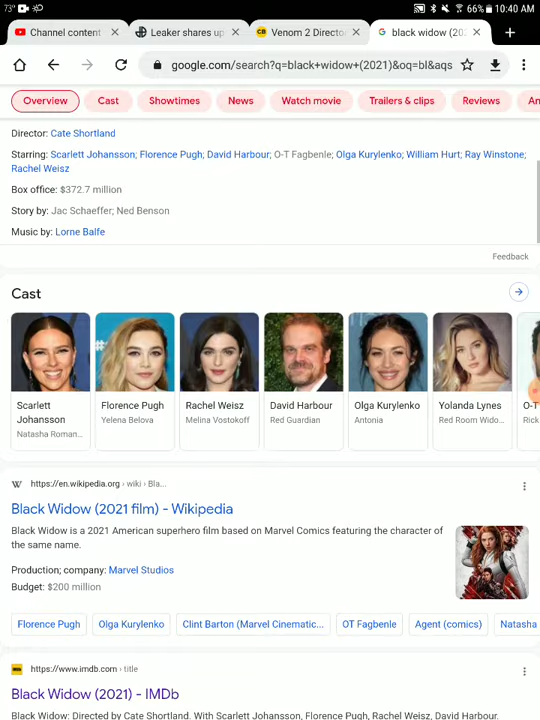 73°
66% 10:40 AM
Channel content
Leaker shares up
CB Venom 2 Directo
G black widow (202
google.com/search?q=black+widow+(2021)&oq=bl&aqs
Overview Cast Showtimes News Watch movie Trailers & clips Reviews An
Director: Cate Shortland
Starring: Scarlett Johansson; Florence Pugh; David Harbour; O-T Fagbenle; Olga Kurylenko; William Hurt; Ray Winstone;
Rachel Weisz
Box office: $372.7 million
Story by: Jac Schaeffer; Ned Benson
Music by: Lorne Balfe
Feedback
Cast
Scarlett
Johansson
Natasha Roman...
Florence Pugh
Yelena Belova
Rachel Weisz
Melina Vostokoff
David Harbour
Red Guardian
Olga Kurylenko
Antonia
Yolanda Lynes
Red Room Wido...
O-T
Rick
W https://en.wikipedia.org › wiki › Bla...
Black Widow (2021 film) - Wikipedia
Black Widow is a 2021 American superhero film based on Marvel Comics featuring the character of
the same name.
Production; company: Marvel Studios
Budget: $200 million
Florence Pugh Olga Kurylenko Clint Barton (Marvel Cinematic... OT Fagbenle Agent (comics) Natasha
https://www.imdb.com › title
Black Widow (2021) - IMDb
Black Widow: Directed by Cate Shortland. With Scarlett Johansson, Florence Pugh, Rachel Weisz, David Harbour.